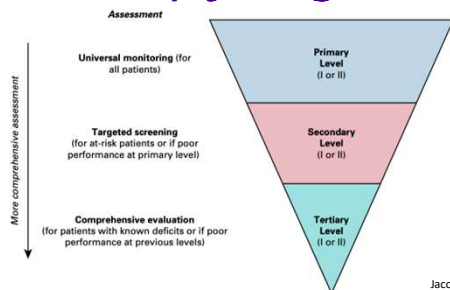 Assessment
More comprehensive assessment
Universal monitoring (for
all patients)
Primary
Level
(I or II)
Targeted screening
(for at-risk patients or if poor
performance at primary level)
Secondary
Level
(I or II)
Comprehensive evaluation
(for patients with known deficits or if poor
performance at previous levels)
Tertiary
Level
(I or II)